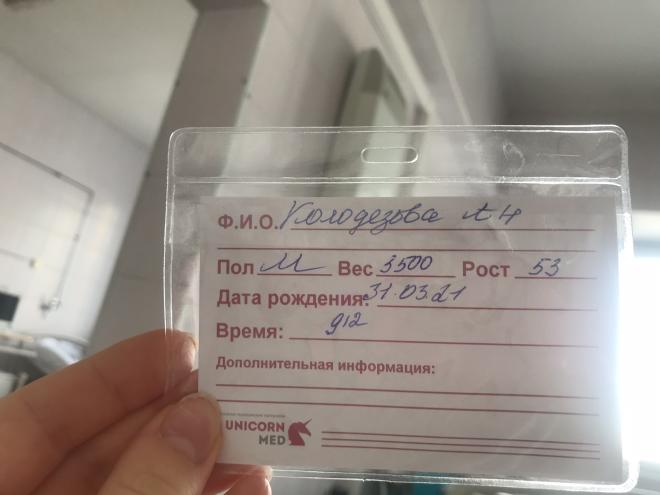 Ф.И.О. Колодезова А.Н
Пол М Вес 3500 Рост 53
Дата рождения: 31.03.21
Время: 912
Дополнительная информация:
UNICORN
MED